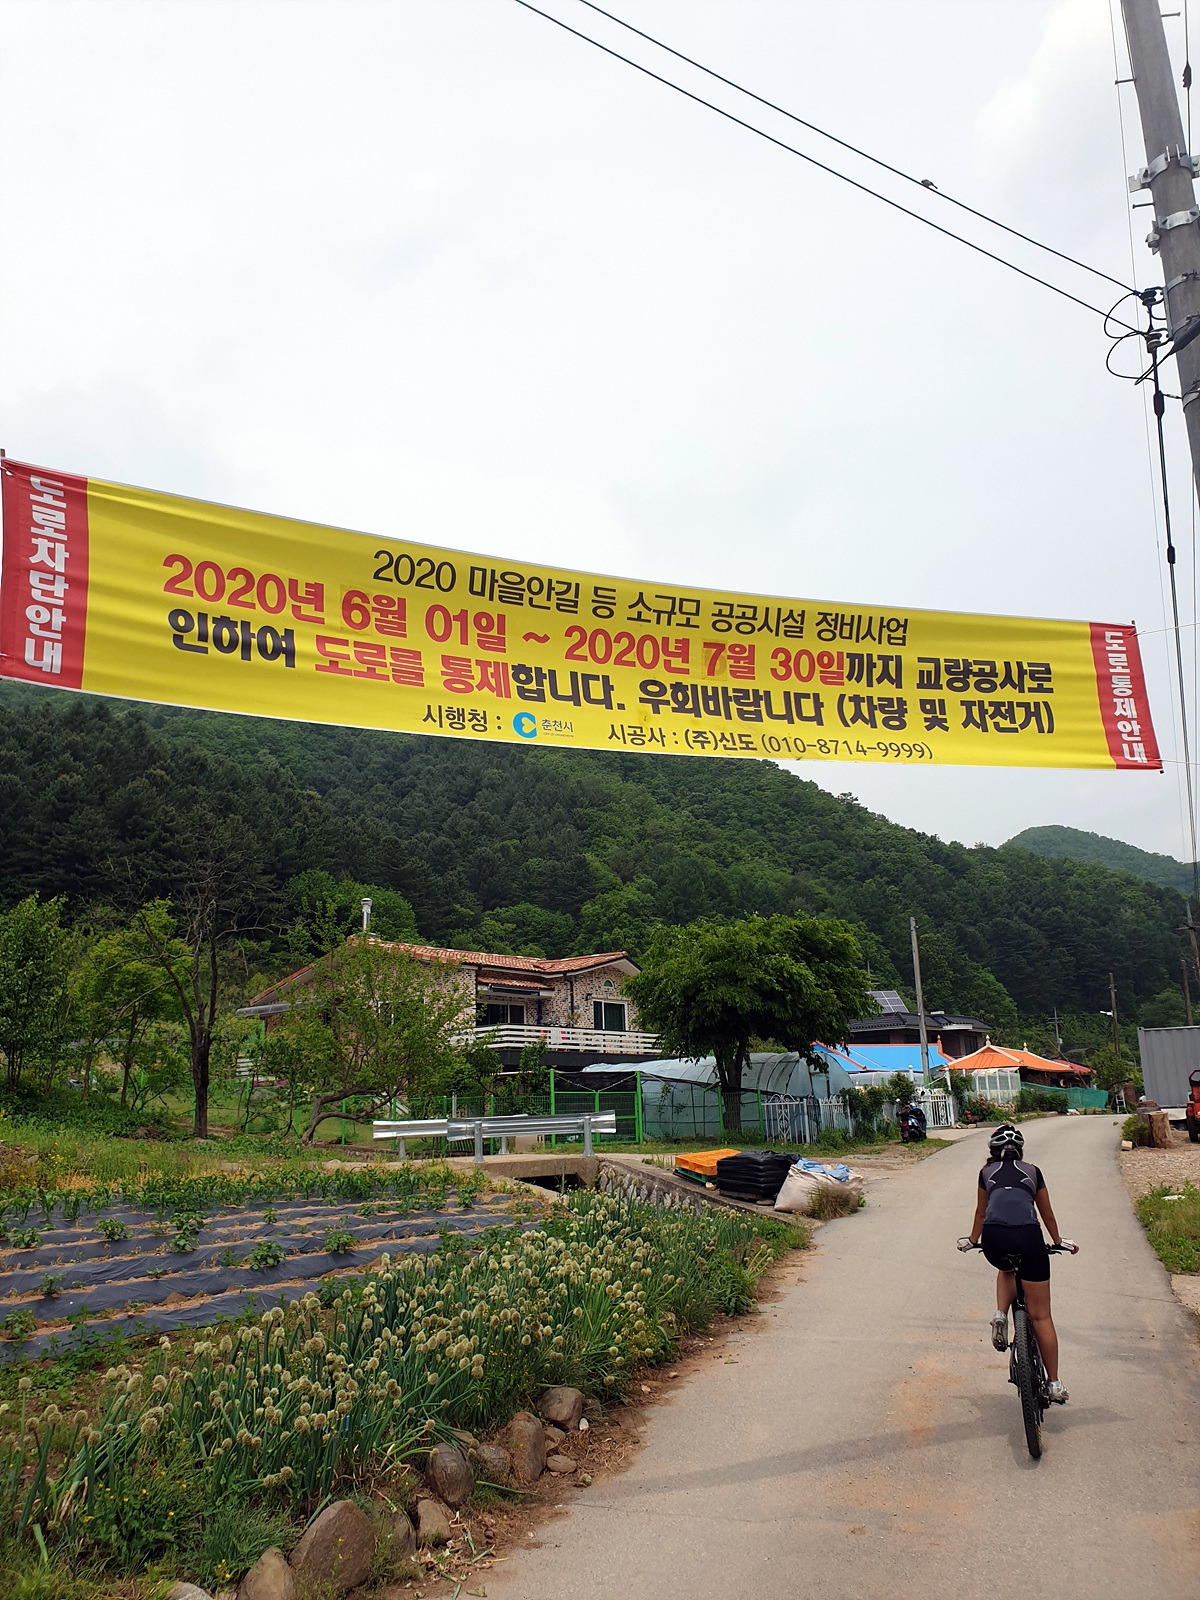 도로차단안내
2020 마을안길 등 소규모 공공시설 정비사업
2020년 6월 01일 ~ 2020년 7월 30일까지 교량공사로
인하여 도로를 통제합니다. 우회바랍니다 (차량 및 자전거)
시행청 : 춘천시 시공사 : (주)신도 (010-8714-9999)
도로통제안내